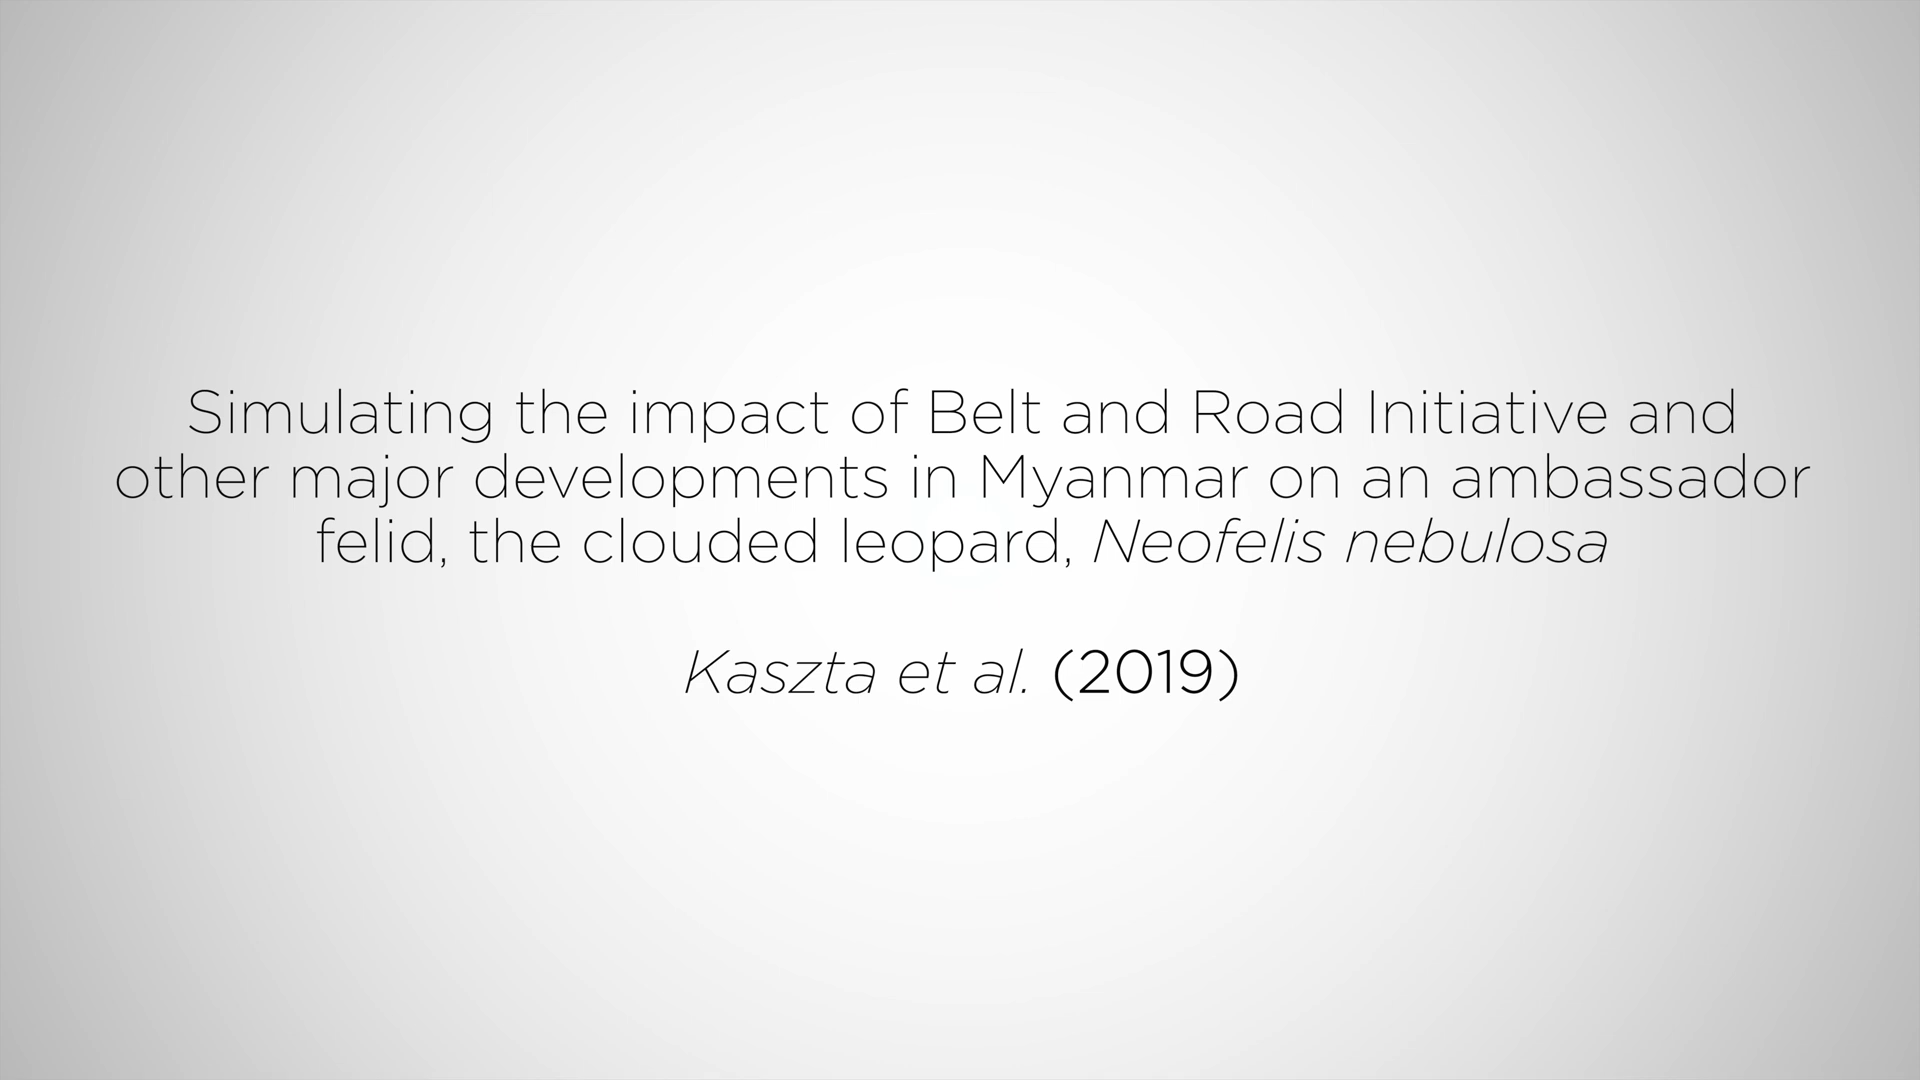 Simulating the impact of Belt and Road Initiative and
other major developments in Myanmar on an ambassador
felid, the clouded leopard, Neofelis nebulosa
Kaszta et al. (2019)